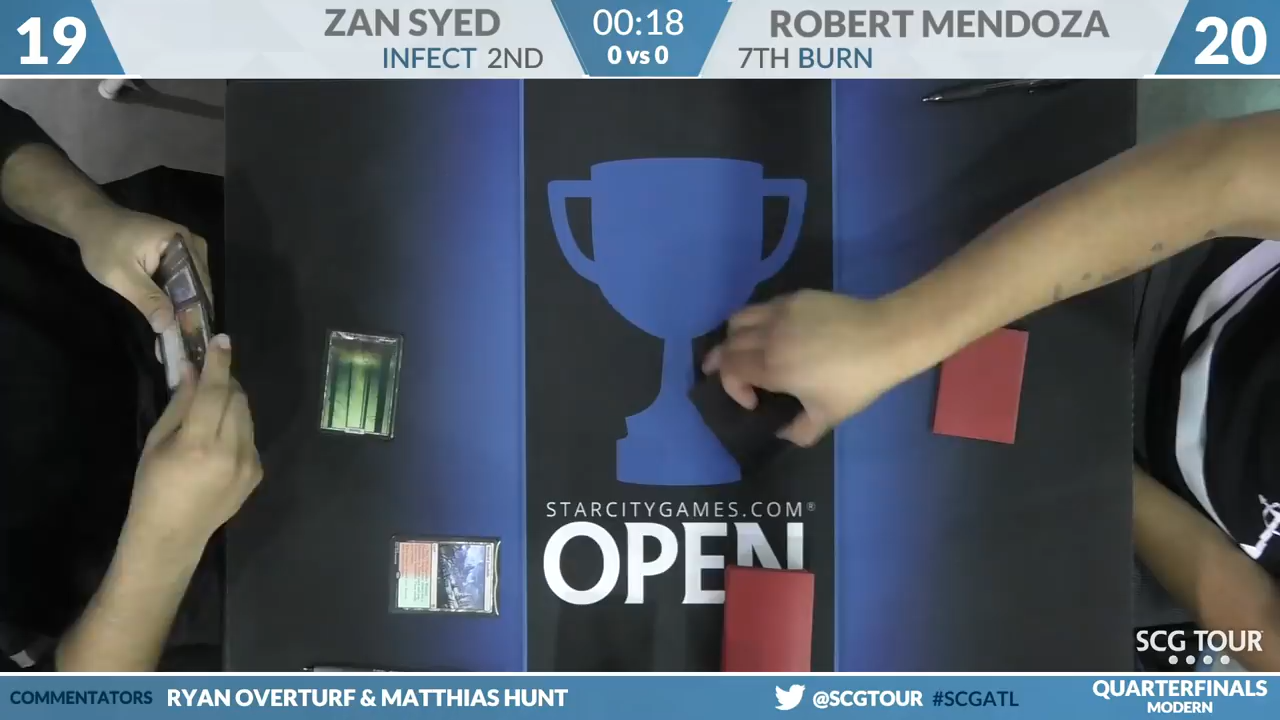 19
ZAN SYED
INFECT 2ND
00:18
0 vs 0
ROBERT MENDOZA
7TH BURN
20
STARCITYGAMES.COM®
OPEN
SCG TOUR
COMMENTATORS RYAN OVERTURF & MATTHIAS HUNT
@SCGTOUR #SCGATL
QUARTERFINALS
MODERN